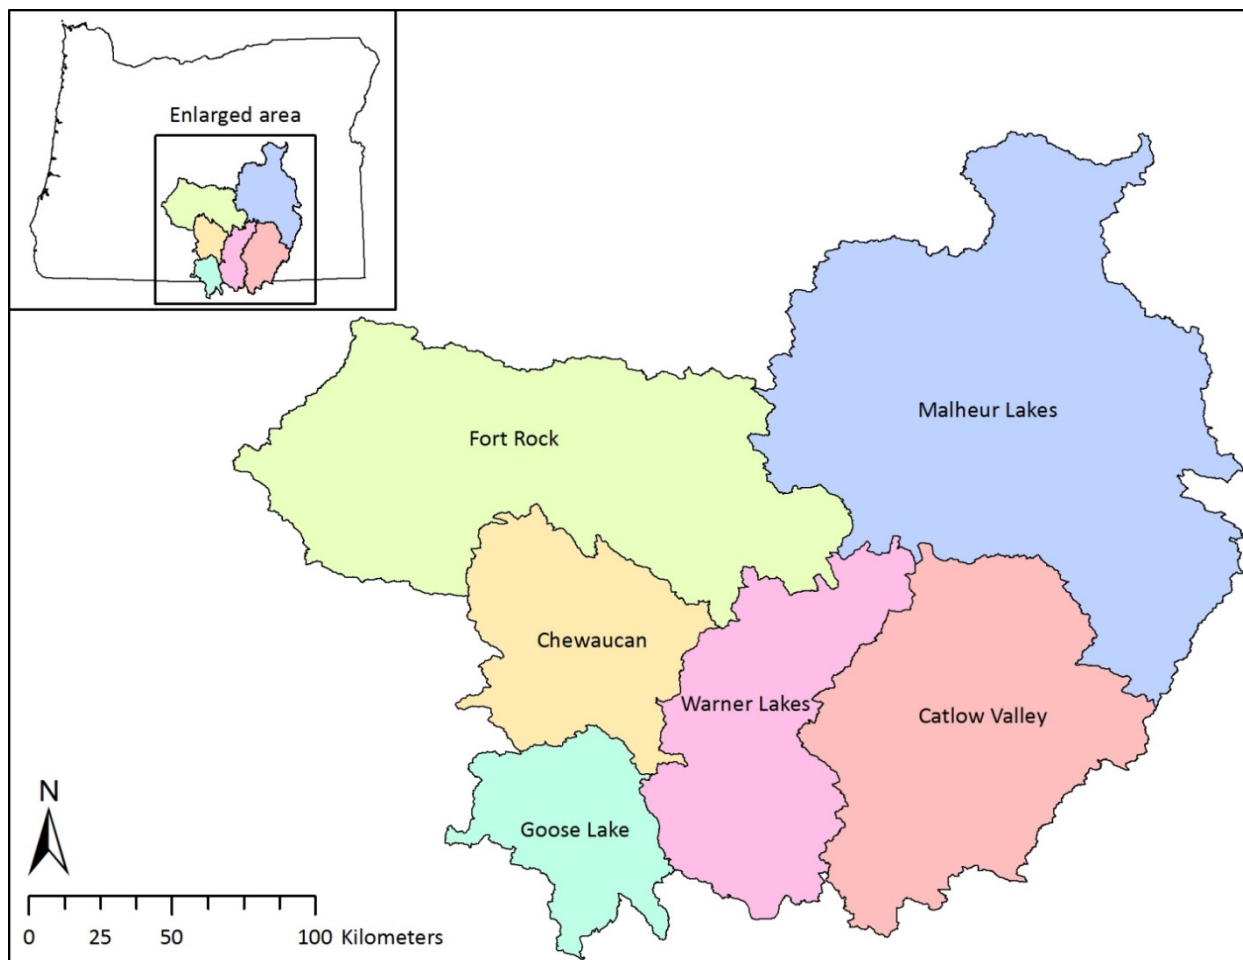 Enlarged area
Malheur Lakes
Fort Rock
Chewaucan
Warner Lakes
Catlow Valley
Goose Lake
N
0 25 50 100 Kilometers